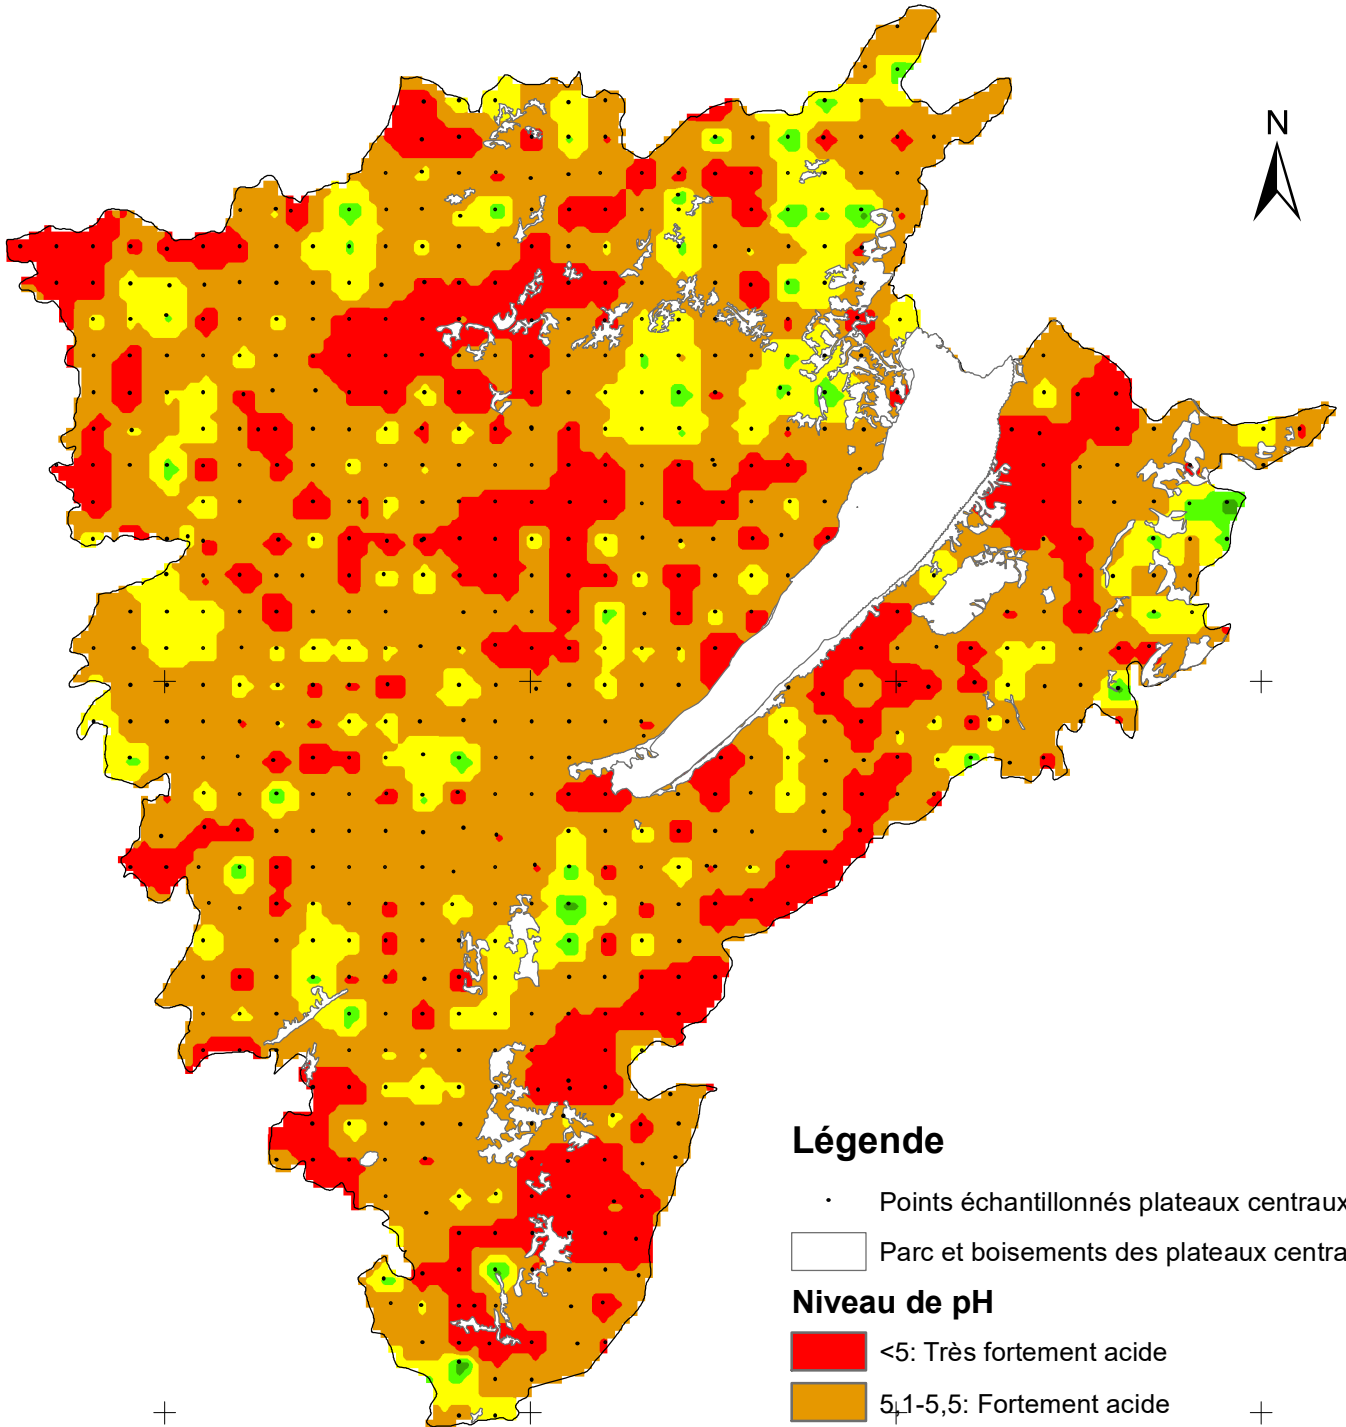 N
Légende
Points échantillonnés plateaux centraux
Parc et boisements des plateaux centra
Niveau de pH
<5: Très fortement acide
5,1-5,5: Fortement acide